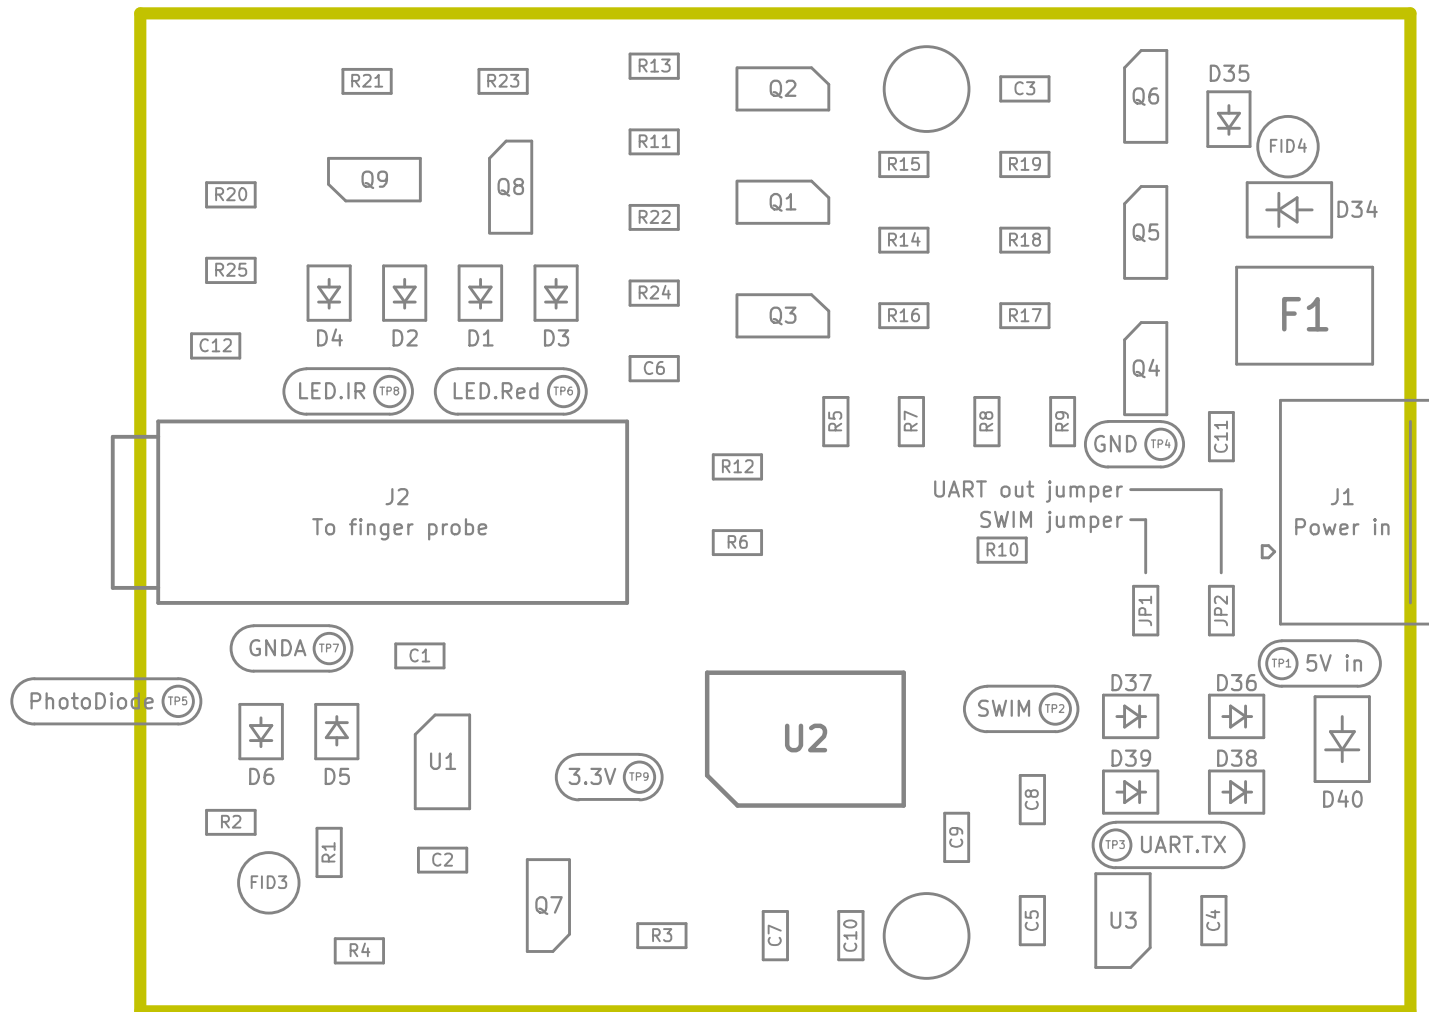 R21
R23
R13
Q2
C3
Q6
D35
FID4
R11
R15
R19
Q9
Q8
R20
R22
Q1
D34
Q5
R14
R18
R25
R24
D4
D2
D1
D3
Q3
R16
R17
F1
C12
C6
Q4
LED.IR TP8
LED.Red TP6
R5
R7
R8
R9
GND TP4
C11
R12
J2
To finger probe
UART out jumper
SWIM jumper
J1
Power in
R6
R10
JP1
JP2
GNDA TP7
C1
TP1 5V in
PhotoDiode TP5
SWIM TP2
D37
D36
D6
D5
U1
U2
3.3V TP9
D39
D38
D40
C8
R2
R1
C9
C2
TP3 UART.TX
FID3
Q7
R4
R3
C7
C10
C5
U3
C4